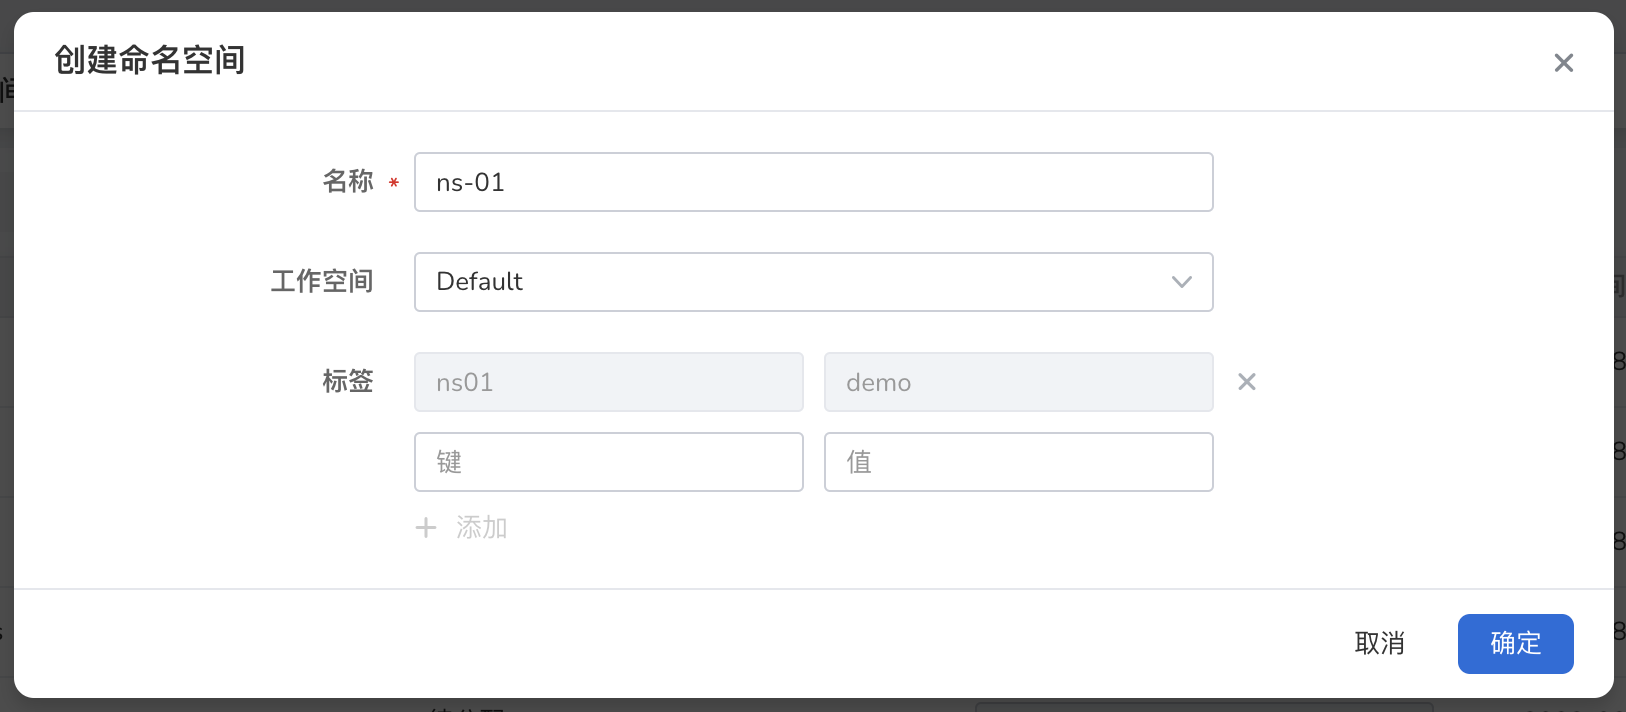 创建命名空间
名称 *
ns-01
工作空间
Default
标签
ns01
demo
键
值
添加
取消
确定